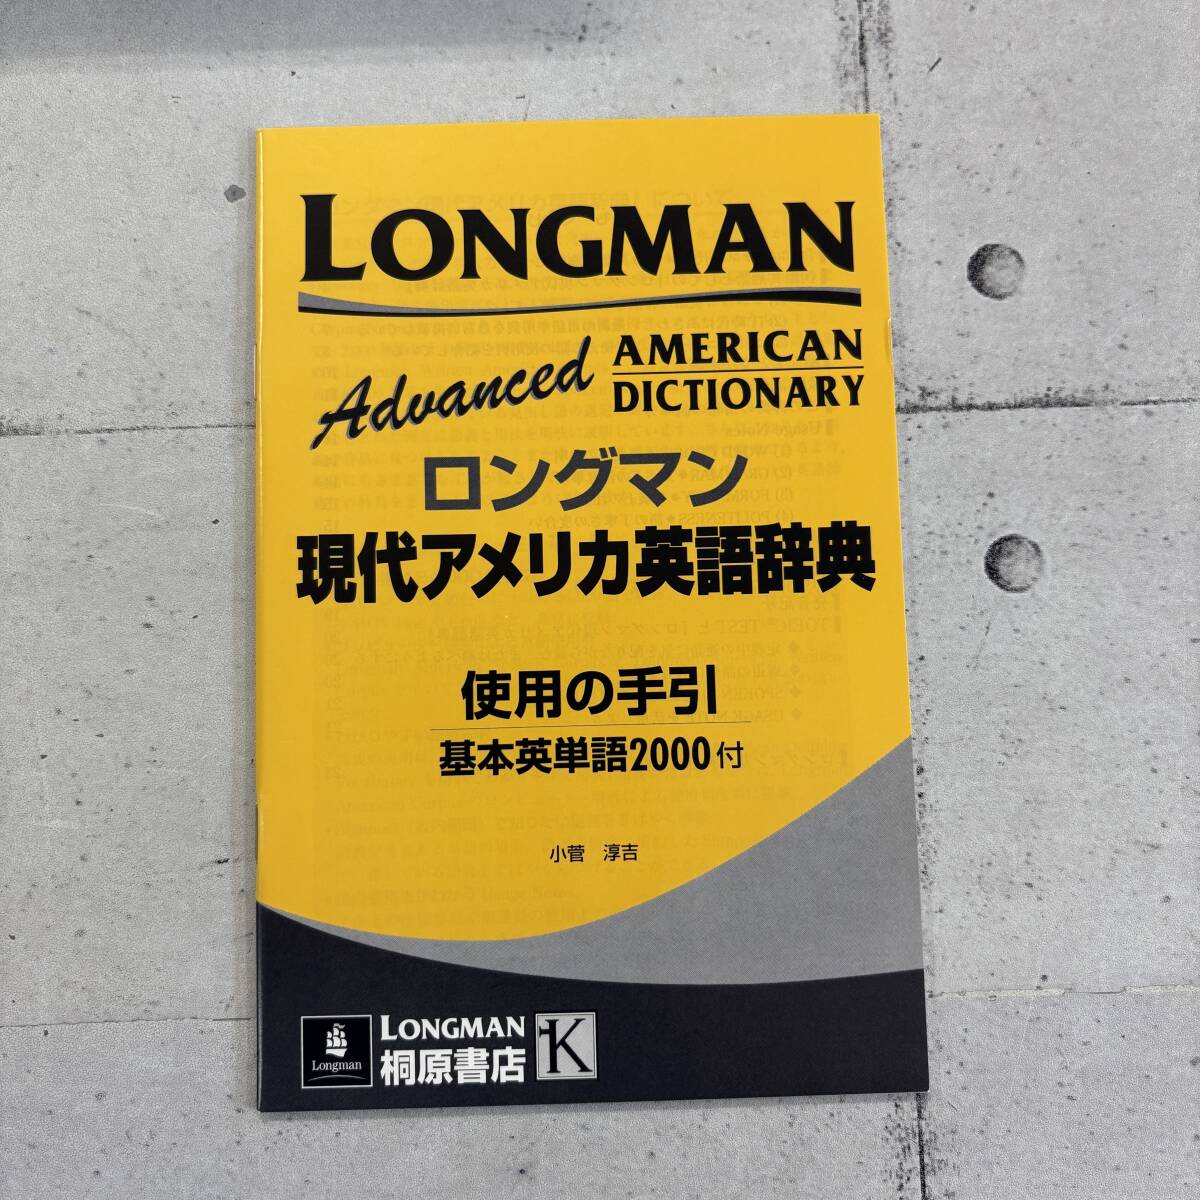 LONGMAN
Advanced AMERICAN
DICTIONARY
ロングマン
現代アメリカ英語辞典
使用の手引
基本英単語2000付
小菅 淳吉
Longman
LONGMAN
桐原書店
K